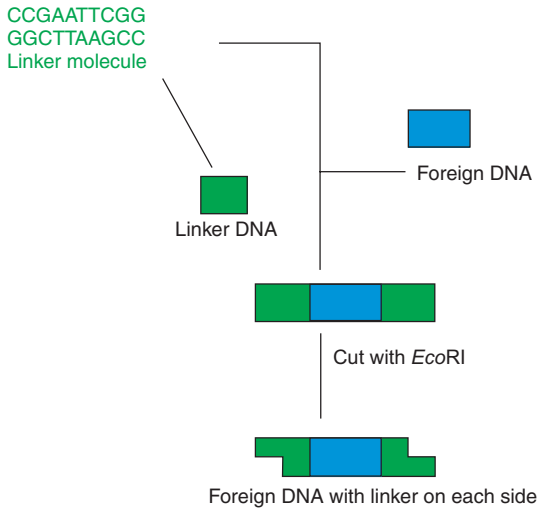 CCGAATTCGG
GGCTTAAGCC
Linker molecule
Foreign DNA
Linker DNA
Cut with EcoRI
Foreign DNA with linker on each side